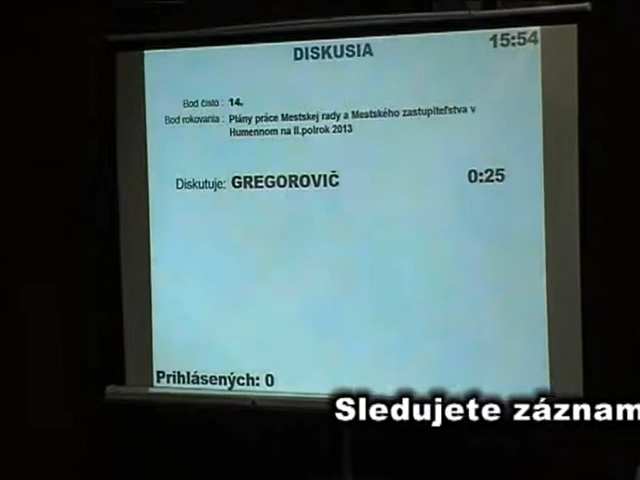 DISKUSIA
15:54
Bod číslo : 14.
Bod rokovania : Plány práce Mestskej rady a Mestského zastupiteľstva v
Humennom na II.polrok 2013
Diskutuje: GREGOROVIČ 0:25
Prihlásených: 0
Sledujete záznam